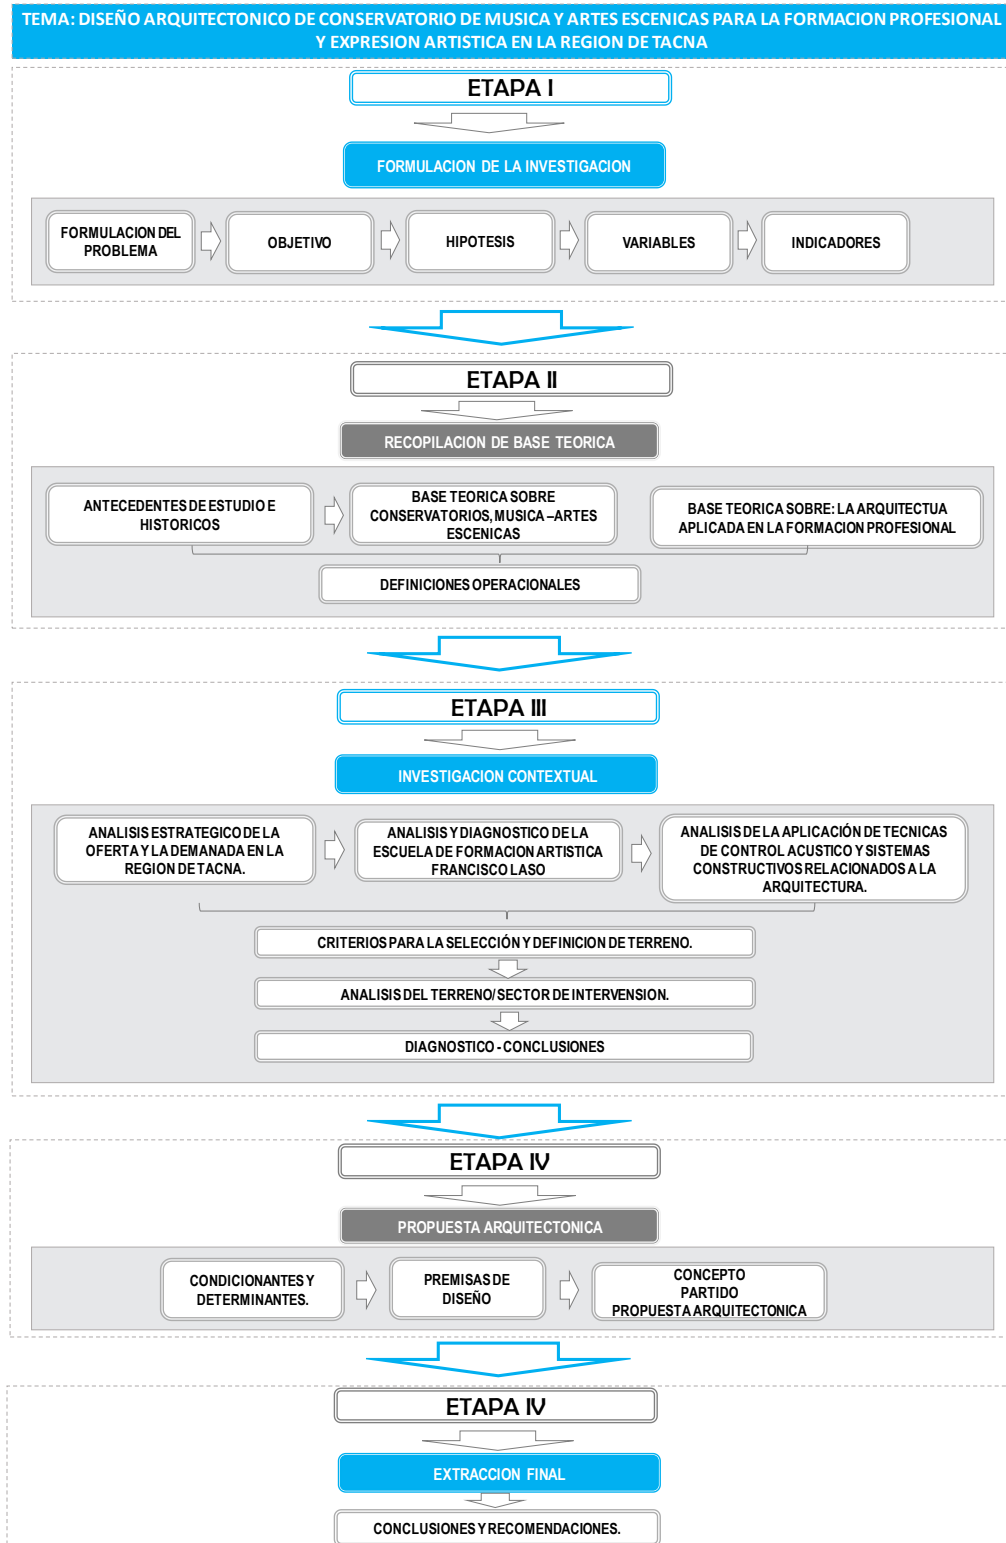 TEMA: DISEÑO ARQUITECTONICO DE CONSERVATORIO DE MUSICA Y ARTES ESCENICAS PARA LA FORMACION PROFESIONAL
Y EXPRESION ARTISTICA EN LA REGION DE TACNA
ETAPA I
FORMULACION DE LA INVESTIGACION
FORMULACION DEL
PROBLEMA
OBJETIVO
HIPOTESIS
VARIABLES
INDICADORES
ETAPA II
RECOPILACION DE BASE TEORICA
ANTECEDENTES DE ESTUDIO E
HISTORICOS
BASE TEORICA SOBRE
CONSERVATORIOS, MUSICA –ARTES
ESCENICAS
BASE TEORICA SOBRE: LA ARQUITECTUA
APLICADA EN LA FORMACION PROFESIONAL
DEFINICIONES OPERACIONALES
ETAPA III
INVESTIGACION CONTEXTUAL
ANALISIS ESTRATEGICO DE LA
OFERTA Y LA DEMANADA EN LA
REGION DE TACNA.
ANALISIS Y DIAGNOSTICO DE LA
ESCUELA DE FORMACION ARTISTICA
FRANCISCO LASO
ANALISIS DE LA APLICACIÓN DE TECNICAS
DE CONTROL ACUSTICO Y SISTEMAS
CONSTRUCTIVOS RELACIONADOS A LA
ARQUITECTURA.
CRITERIOS PARA LA SELECCIÓN Y DEFINICION DE TERRENO.
ANALISIS DEL TERRENO/ SECTOR DE INTERVENSION.
DIAGNOSTICO - CONCLUSIONES
ETAPA IV
PROPUESTA ARQUITECTONICA
CONDICIONANTES Y
DETERMINANTES.
PREMISAS DE
DISEÑO
CONCEPTO
PARTIDO
PROPUESTA ARQUITECTONICA
ETAPA IV
EXTRACCION FINAL
CONCLUSIONES Y RECOMENDACIONES.